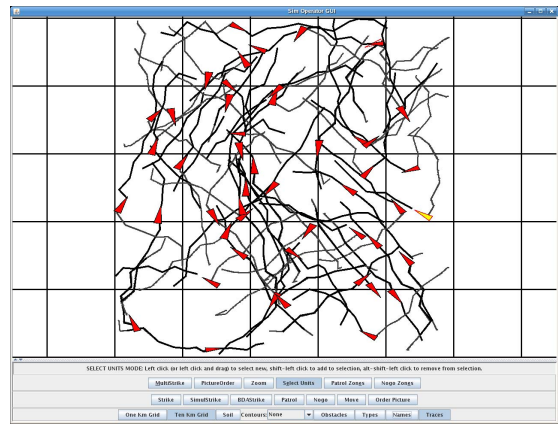 Sim Operator GUI
SELECT UNITS MODE: Left click (or left click and drag) to select new, shift-left click to add to selection, alt-shift-left click to remove from selection.
MultiStrike PictureOrder Zoom Select Units Patrol Zones Nogo Zones
Strike SimulStrike BDAStrike Patrol Nogo Move Order Picture
One Km Grid Ten Km Grid Soil Contours: None Obstacles Types Names Traces